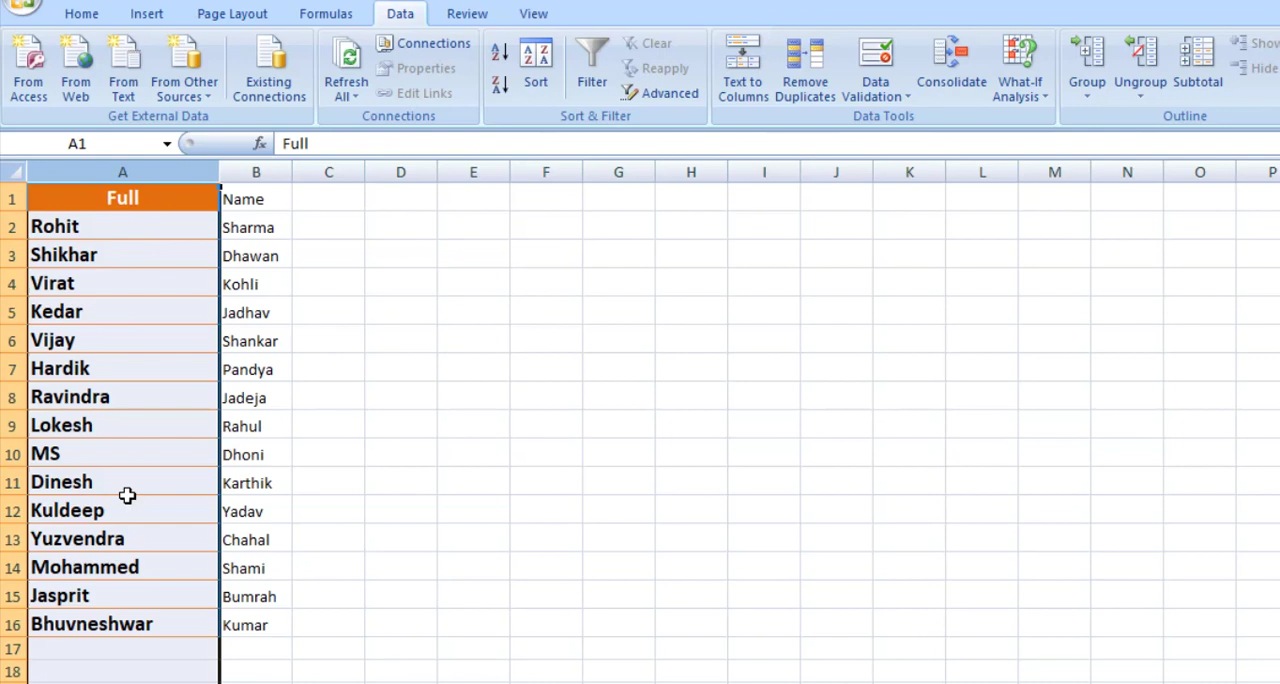 Home Insert Page Layout Formulas Data Review View
From Access From Web From Text From Other Sources Existing Connections Refresh All Connections Properties Edit Links Sort Filter Clear Reapply Advanced Text to Columns Remove Duplicates Data Validation Consolidate What-If Analysis Group Ungroup Subtotal Show Hide
Get External Data Connections Sort & Filter Data Tools Outline
A1 fx Full
A B C D E F G H I J K L M N O P
1 Full Name
2 Rohit Sharma
3 Shikhar Dhawan
4 Virat Kohli
5 Kedar Jadhav
6 Vijay Shankar
7 Hardik Pandya
8 Ravindra Jadeja
9 Lokesh Rahul
10 MS Dhoni
11 Dinesh Karthik
12 Kuldeep Yadav
13 Yuzvendra Chahal
14 Mohammed Shami
15 Jasprit Bumrah
16 Bhuvneshwar Kumar
17
18